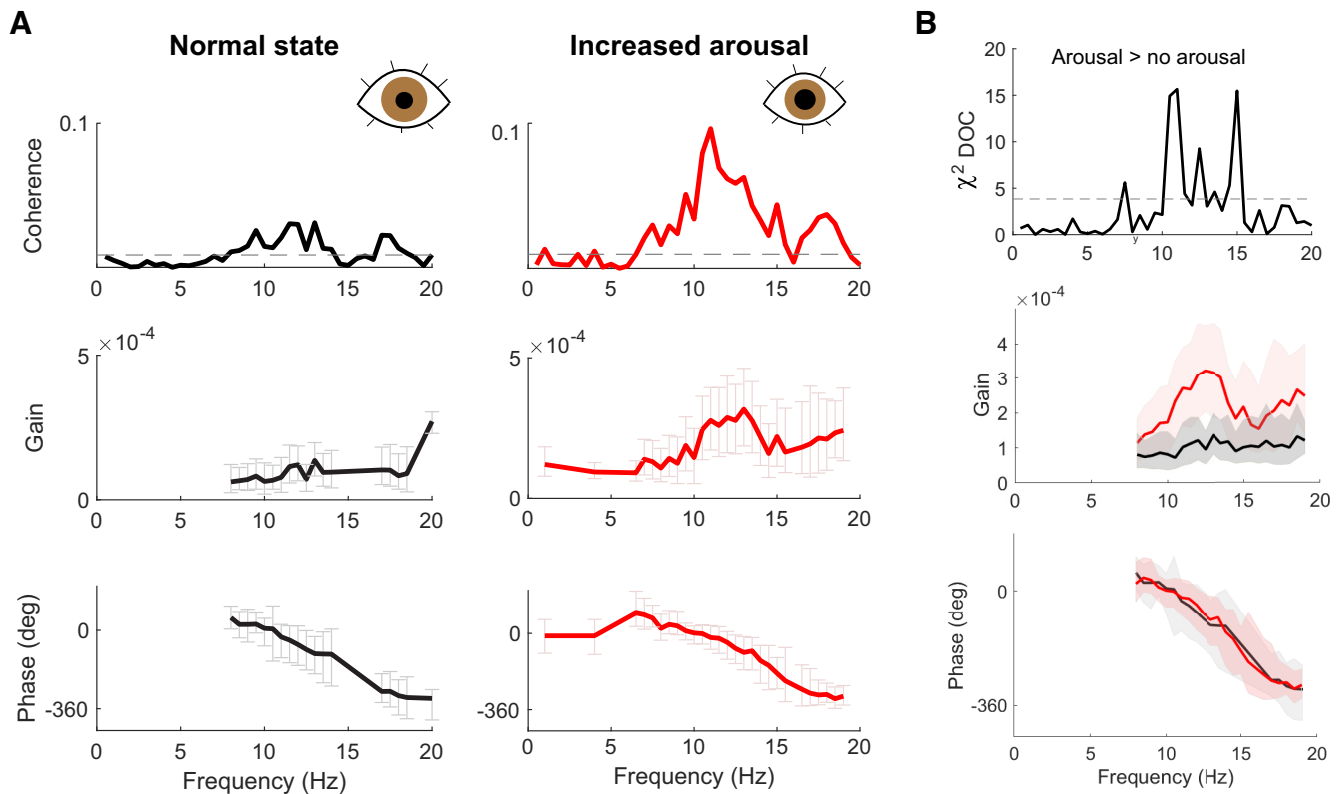 A
Normal state
Increased arousal
0.1
Coherence
0 5 10 15 20
0.1
0 5 10 15 20
5 ×10-4
Gain
0
0 5 10 15 20
5 ×10-4
0
0 5 10 15 20
0
Phase (deg)
-360
0 5 10 15 20
Frequency (Hz)
0
-360
0 5 10 15 20
Frequency (Hz)
B
Arousal > no arousal
20
15
10
5
0
χ2 DOC
0 5 10 15 20
y
×10-4
4
3
2
1
0
Gain
0 5 10 15 20
0
Phase (deg)
-360
0 5 10 15 20
Frequency (Hz)